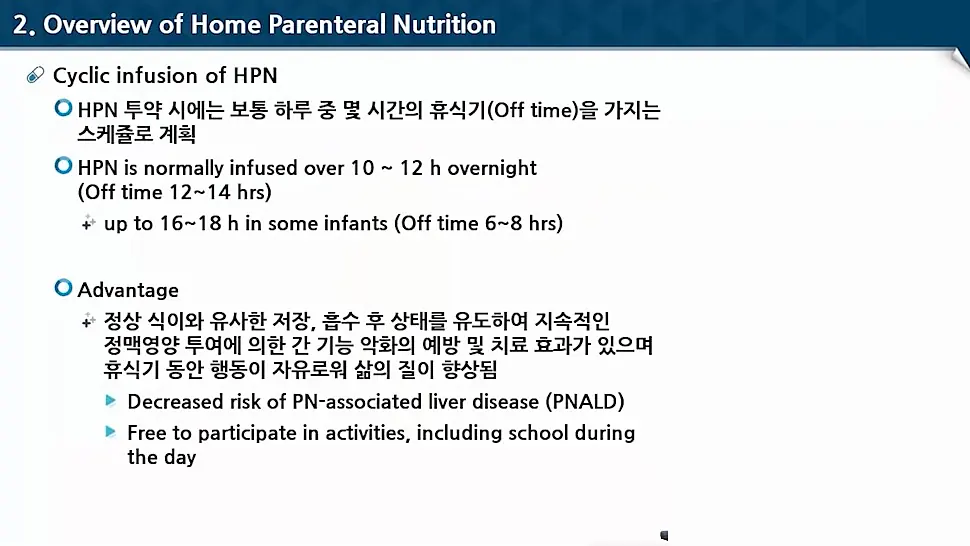 2. Overview of Home Parenteral Nutrition
Cyclic infusion of HPN
HPN 투약 시에는 보통 하루 중 몇 시간의 휴식기(Off time)을 가지는
스케쥴로 계획
HPN is normally infused over 10 ~ 12 h overnight
(Off time 12~14 hrs)
up to 16~18 h in some infants (Off time 6~8 hrs)
Advantage
정상 식이와 유사한 저장, 흡수 후 상태를 유도하여 지속적인
정맥영양 투여에 의한 간 기능 악화의 예방 및 치료 효과가 있으며
휴식기 동안 행동이 자유로워 삶의 질이 향상됨
Decreased risk of PN-associated liver disease (PNALD)
Free to participate in activities, including school during
the day